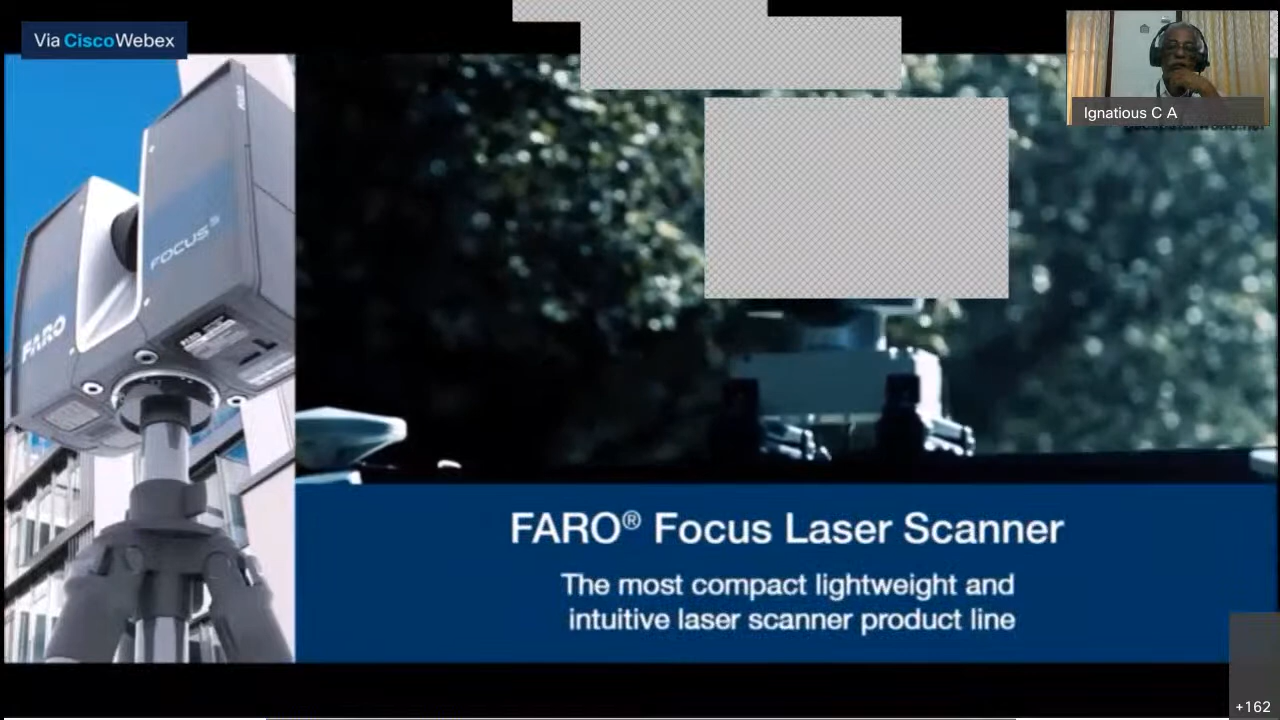 Via CiscoWebex
Ignatious C A
FOCUS S
FARO
FARO® Focus Laser Scanner
The most compact lightweight and
intuitive laser scanner product line
+162